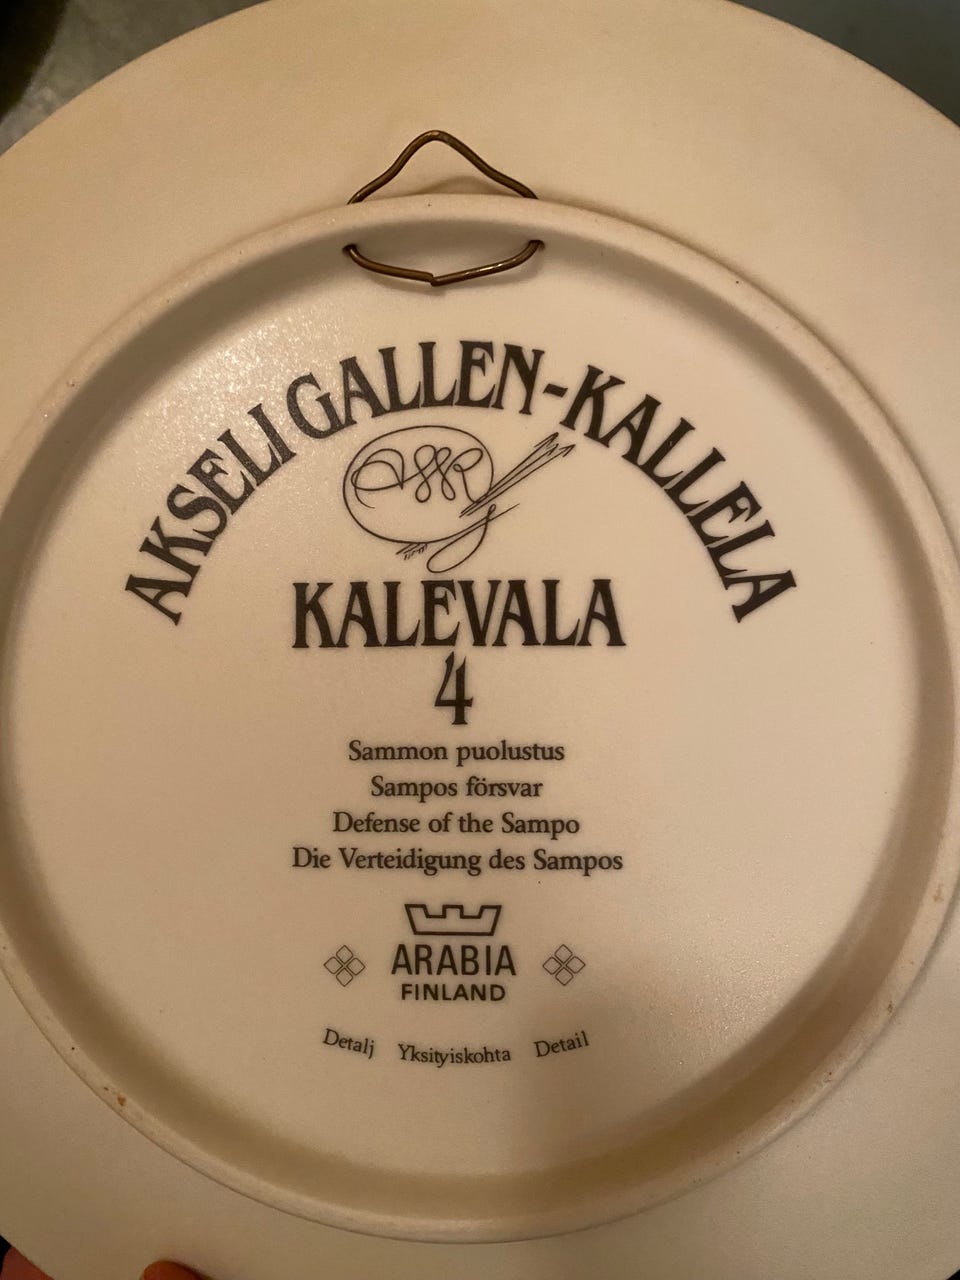 AKSELI GALLEN-KALLELA
KALEVALA
4
Sammon puolustus
Sampos försvar
Defense of the Sampo
Die Verteidigung des Sampos
ARABIA
FINLAND
Detalj Yksityiskohta Detail